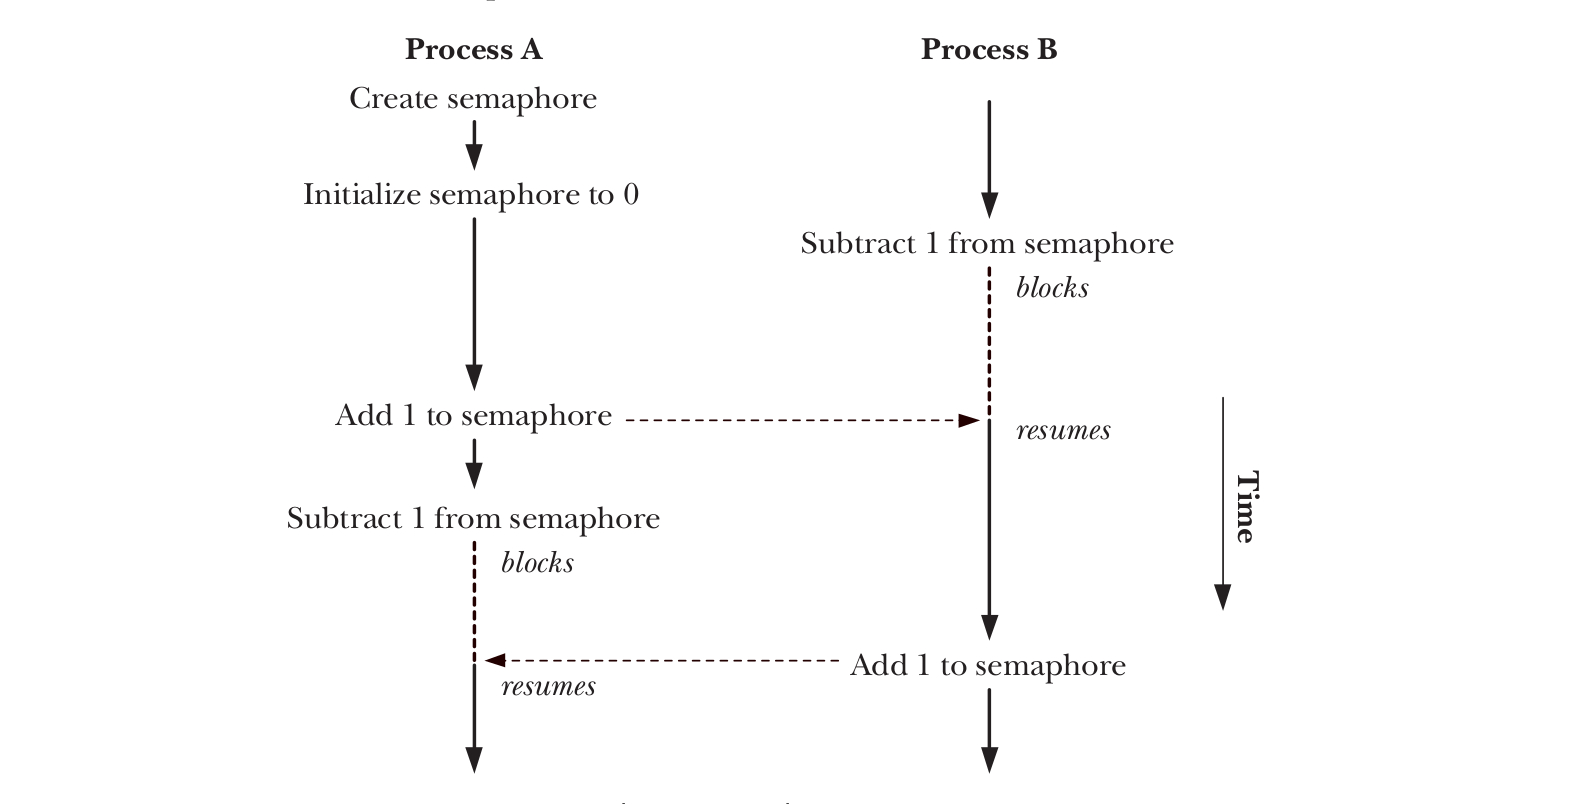 Process A
Process B
Create semaphore
Initialize semaphore to 0
Subtract 1 from semaphore
blocks
Add 1 to semaphore
resumes
Time
Subtract 1 from semaphore
blocks
Add 1 to semaphore
resumes